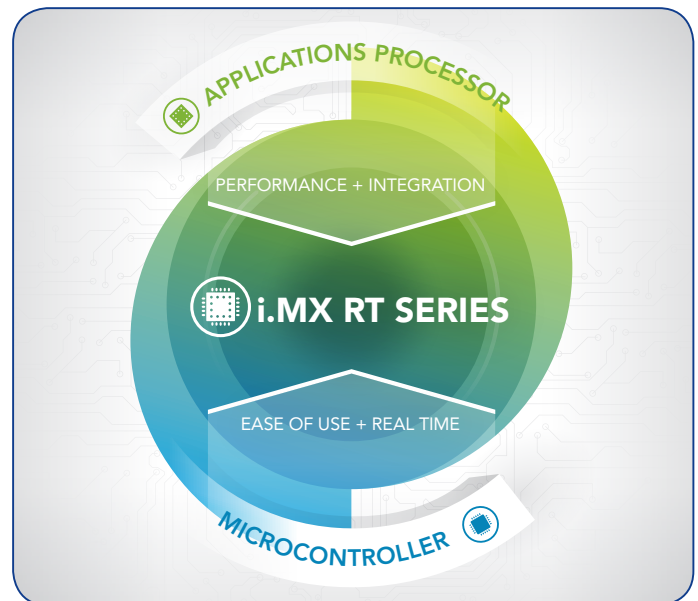 APPLICATIONS PROCESSOR
PERFORMANCE + INTEGRATION
i.MX RT SERIES
EASE OF USE + REAL TIME
MICROCONTROLLER